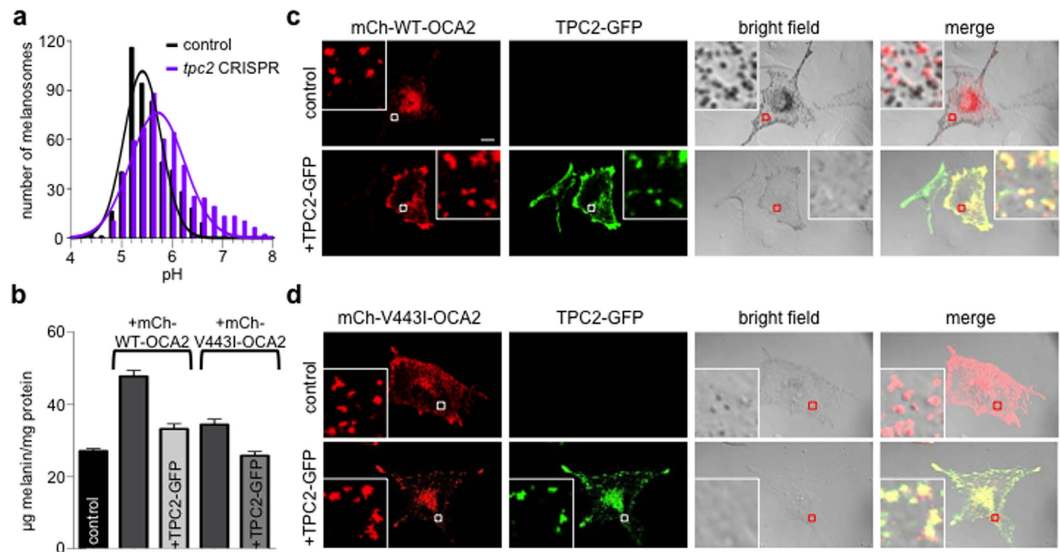 a
number of melanosomes
120
90
60
30
0
4 5 6 7 8
pH
control
tpc2 CRISPR
b
µg melanin/mg protein
60
40
20
0
+mCh-
WT-OCA2
+mCh-
V443I-OCA2
control
+TPC2-GFP
+TPC2-GFP
c
mCh-WT-OCA2 TPC2-GFP bright field merge
control
+TPC2-GFP
d
mCh-V443I-OCA2 TPC2-GFP bright field merge
control
+TPC2-GFP